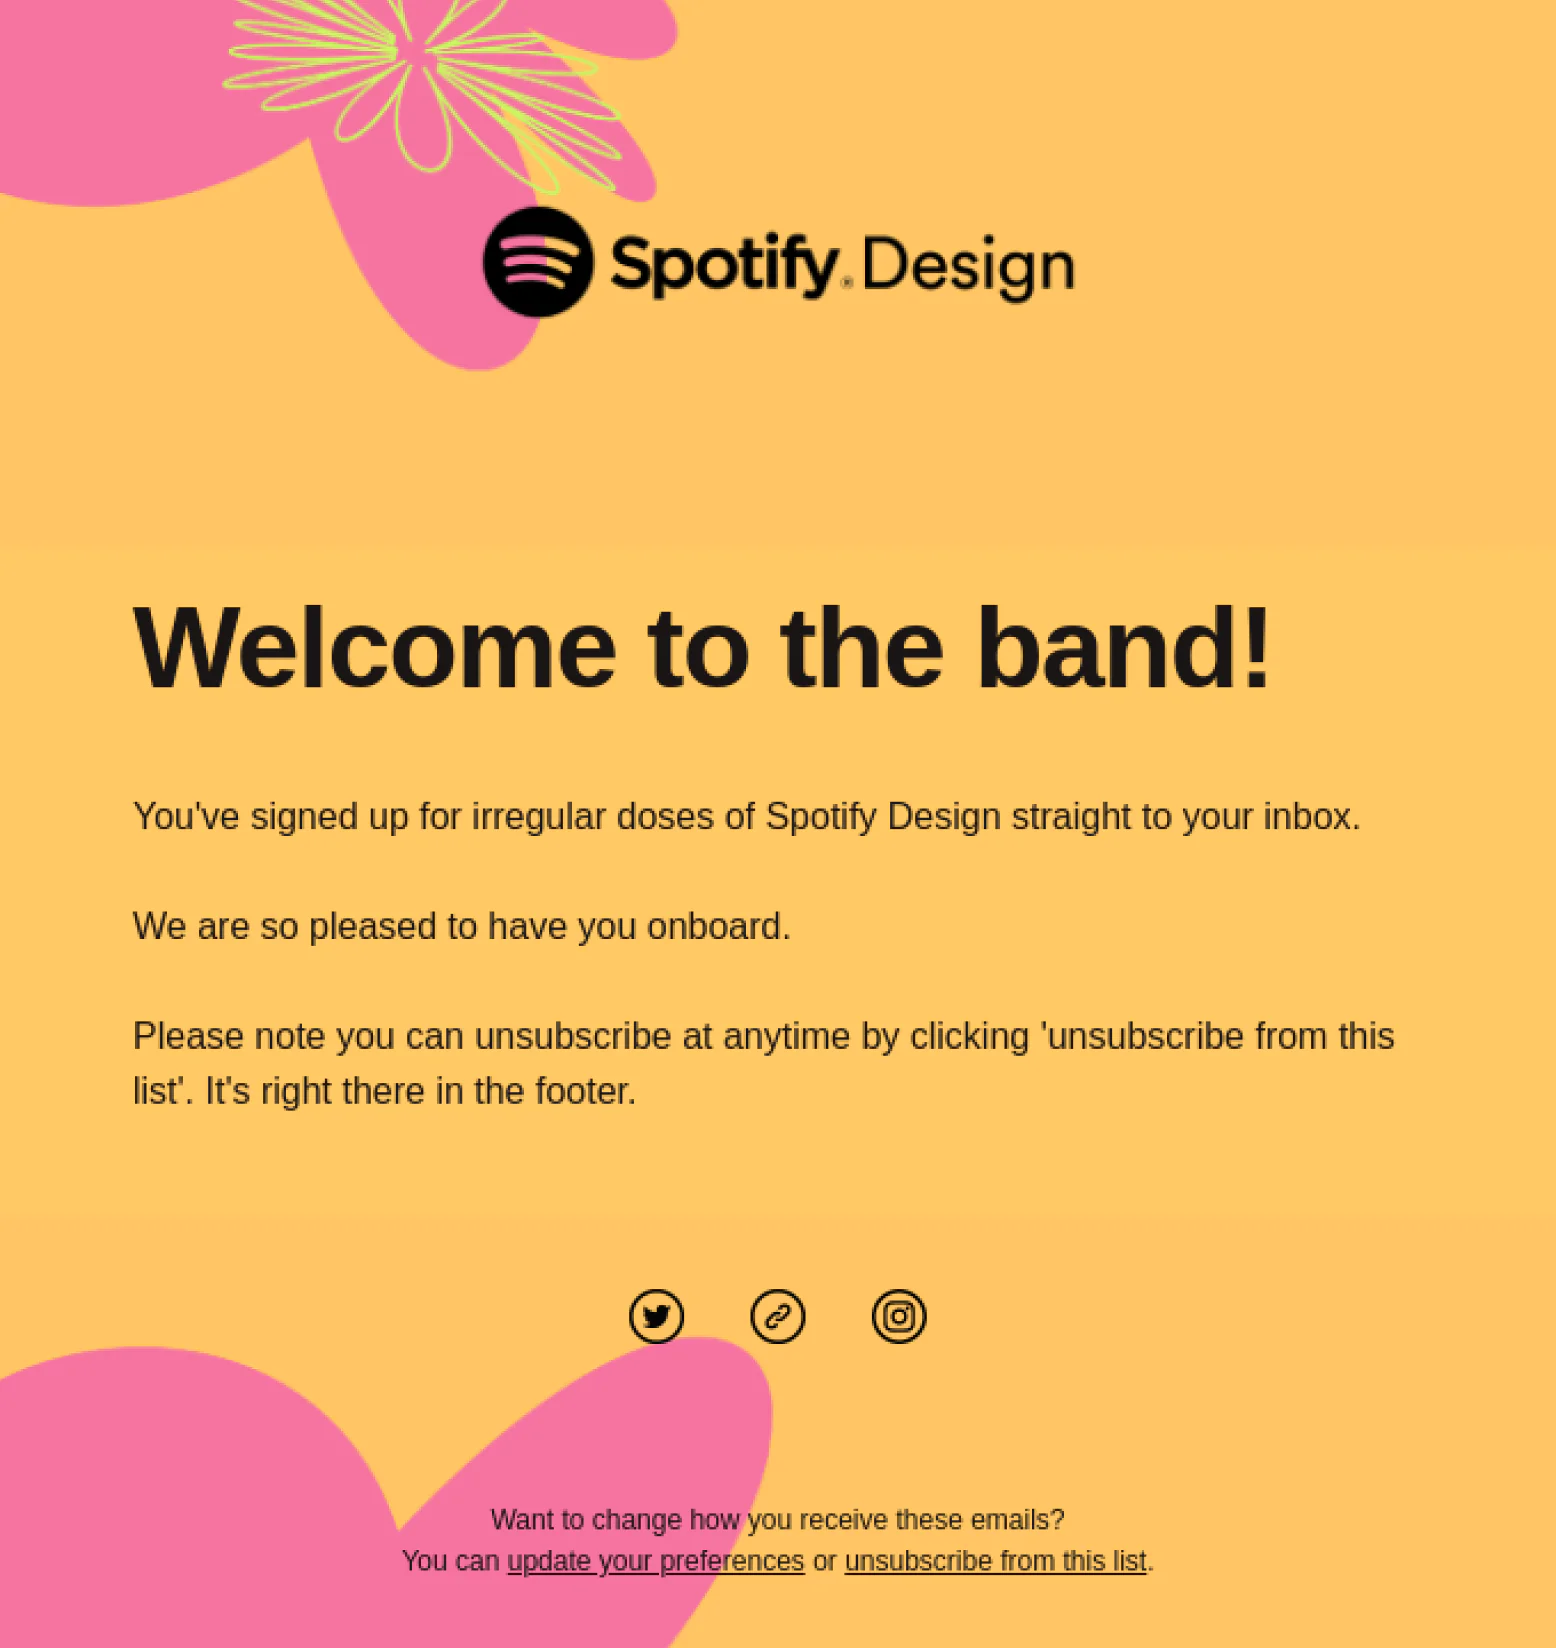 Spotify® Design
Welcome to the band!
You've signed up for irregular doses of Spotify Design straight to your inbox.
We are so pleased to have you onboard.
Please note you can unsubscribe at anytime by clicking 'unsubscribe from this
list'. It's right there in the footer.
Want to change how you receive these emails?
You can update your preferences or unsubscribe from this list.